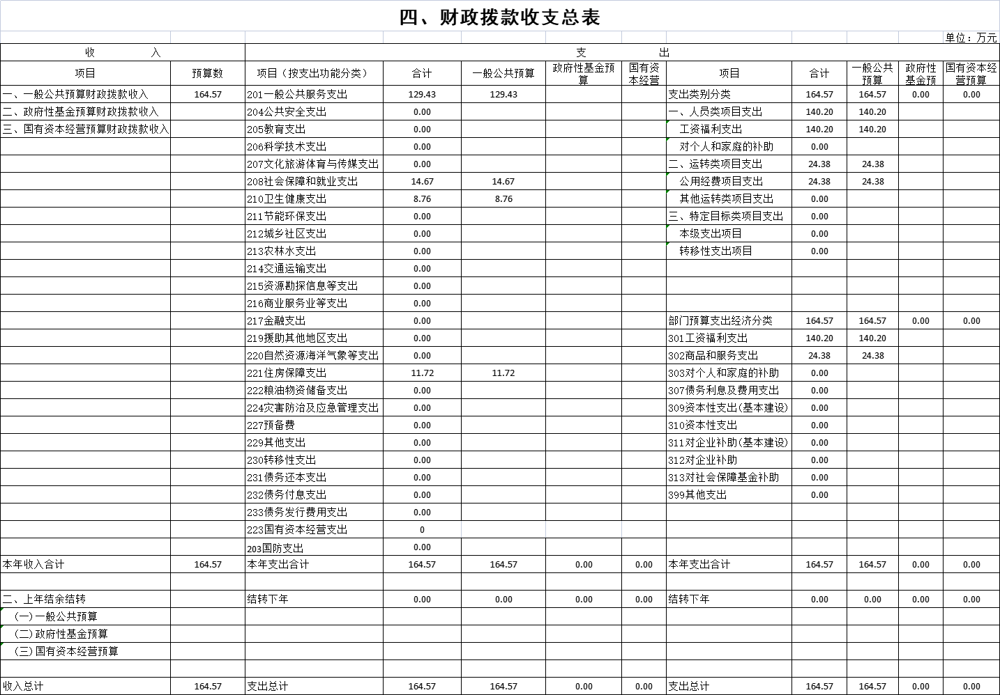 四、财政拨款收支总表
单位：万元
收 入 支 出
项目 预算数 项目（按支出功能分类） 合计 一般公共预算 政府性基金预算 国有资本经营 项目 合计 一般公共预算 政府性基金预 国有资本经营预算
一、一般公共预算财政拨款收入 164.57 201一般公共服务支出 129.43 129.43 支出类别分类 164.57 164.57 0.00 0.00
二、政府性基金预算财政拨款收入 204公共安全支出 0.00 一、人员类项目支出 140.20 140.20
三、国有资本经营预算财政拨款收入 205教育支出 0.00 工资福利支出 140.20 140.20
206科学技术支出 0.00 对个人和家庭的补助 0.00
207文化旅游体育与传媒支出 0.00 二、运转类项目支出 24.38 24.38
208社会保障和就业支出 14.67 14.67 公用经费项目支出 24.38 24.38
210卫生健康支出 8.76 8.76 其他运转类项目支出 0.00
211节能环保支出 0.00 三、特定目标类项目支出 0.00
212城乡社区支出 0.00 本级支出项目 0.00
213农林水支出 0.00 转移性支出项目 0.00
214交通运输支出 0.00
215资源勘探信息等支出 0.00
216商业服务业等支出 0.00
217金融支出 0.00 部门预算支出经济分类 164.57 164.57 0.00 0.00
219援助其他地区支出 0.00 301工资福利支出 140.20 140.20
220自然资源海洋气象等支出 0.00 302商品和服务支出 24.38 24.38
221住房保障支出 11.72 11.72 303对个人和家庭的补助 0.00
222粮油物资储备支出 0.00 307债务利息及费用支出 0.00
224灾害防治及应急管理支出 0.00 309资本性支出(基本建设) 0.00
227预备费 0.00 310资本性支出 0.00
229其他支出 0.00 311对企业补助(基本建设) 0.00
230转移性支出 0.00 312对企业补助 0.00
231债务还本支出 0.00 313对社会保障基金补助 0.00
232债务付息支出 0.00 399其他支出 0.00
233债务发行费用支出 0.00
223国有资本经营支出 0
203国防支出 0.00
本年收入合计 164.57 本年支出合计 164.57 164.57 0.00 0.00 本年支出合计 164.57 164.57 0.00 0.00
二、上年结余结转 结转下年 0.00 0.00 0.00 0.00 结转下年 0.00 0.00 0.00 0.00
(一)一般公共预算
(二)政府性基金预算
(三)国有资本经营预算
收入总计 164.57 支出总计 164.57 164.57 0.00 0.00 支出总计 164.57 164.57 0.00 0.00